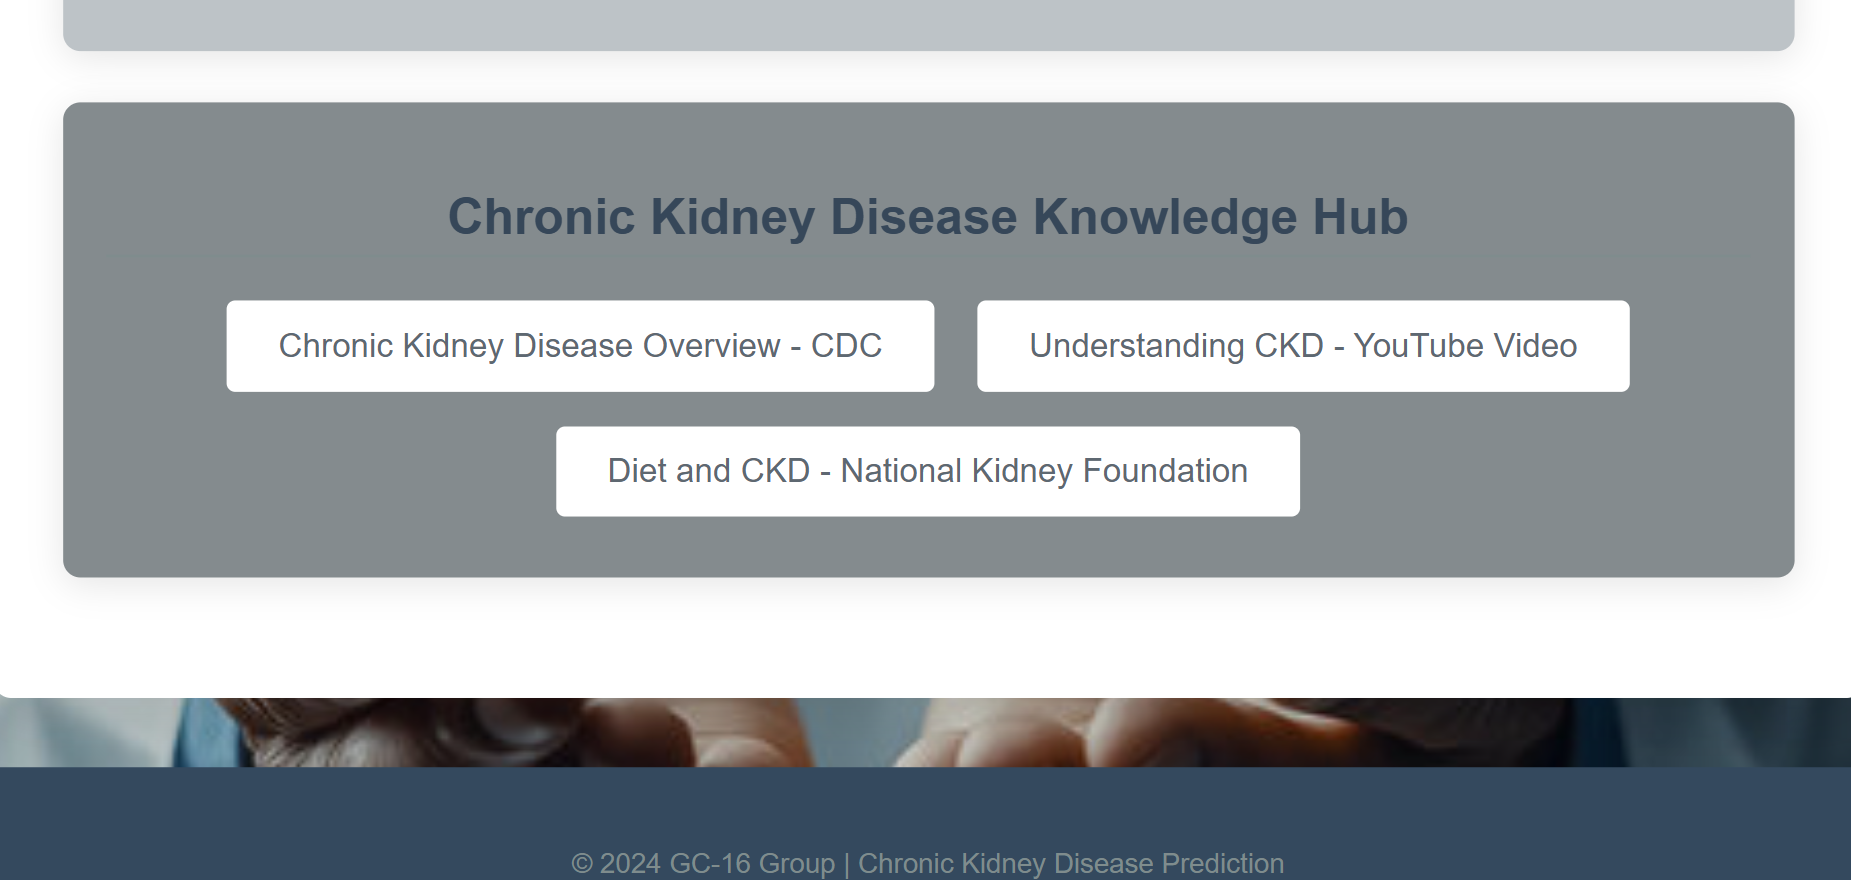 Chronic Kidney Disease Knowledge Hub
Chronic Kidney Disease Overview - CDC
Understanding CKD - YouTube Video
Diet and CKD - National Kidney Foundation
© 2024 GC-16 Group | Chronic Kidney Disease Prediction